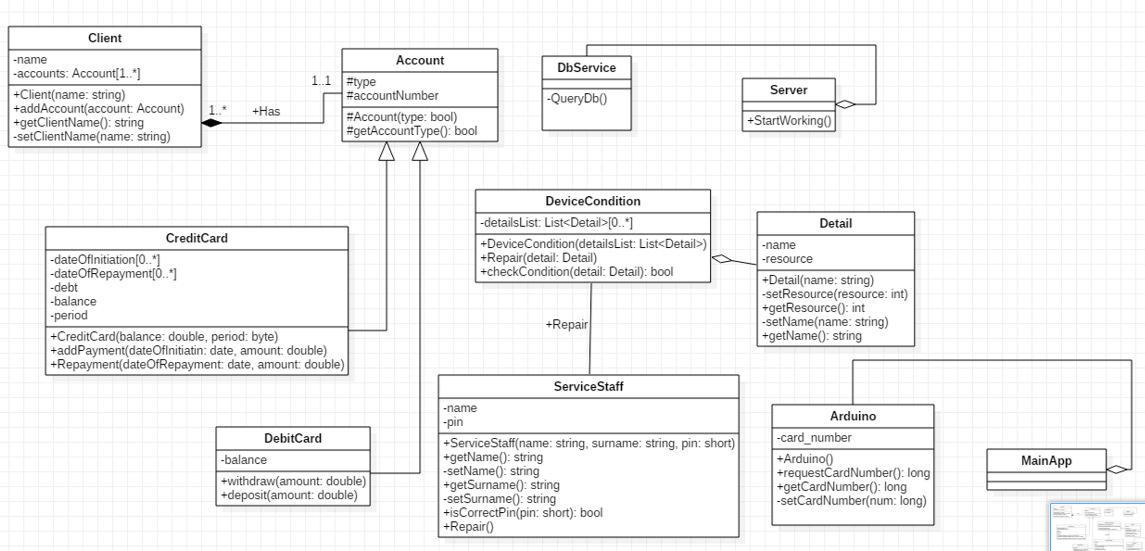 Client
-name
-accounts: Account[1..*]
+Client(name: string)
+addAccount(account: Account)
+getClientName(): string
-setClientName(name: string)
1..*
+Has
1..1
Account
#type
#accountNumber
#Account(type: bool)
#getAccountType(): bool
DbService
-QueryDb()
Server
+StartWorking()
CreditCard
-dateOfInitiation[0..*]
-dateOfRepayment[0..*]
-debt
-balance
-period
+CreditCard(balance: double, period: byte)
+addPayment(dateOfInitiatin: date, amount: double)
+Repayment(dateOfRepayment: date, amount: double)
DeviceCondition
-detailsList: List<Detail>[0..*]
+DeviceCondition(detailsList: List<Detail>)
+Repair(detail: Detail)
+checkCondition(detail: Detail): bool
Detail
-name
-resource
+Detail(name: string)
-setResource(resource: int)
+getResource(): int
-setName(name: string)
+getName(): string
+Repair
DebitCard
-balance
+withdraw(amount: double)
+deposit(amount: double)
ServiceStaff
-name
-pin
+ServiceStaff(name: string, surname: string, pin: short)
+getName(): string
-setName(): string
+getSurname(): string
-setSurname(): string
+isCorrectPin(pin: short): bool
+Repair()
Arduino
-card_number
+Arduino()
+requestCardNumber(): long
+getCardNumber(): long
-setCardNumber(num: long)
MainApp